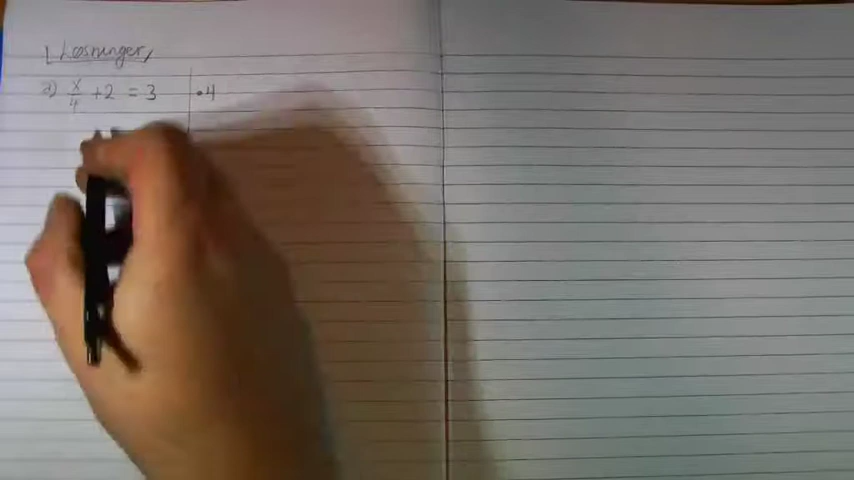 Løsninger,
a) x/4 + 2 = 3 | • 4